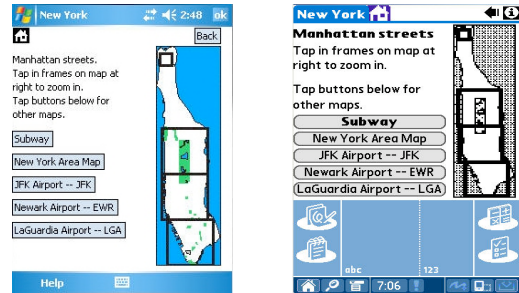 New York
2:48
ok
Back
Manhattan streets.
Tap in frames on map at
right to zoom in.
Tap buttons below for
other maps.
Subway
New York Area Map
JFK Airport -- JFK
Newark Airport -- EWR
LaGuardia Airport -- LGA
Help
New York
Manhattan streets
Tap in frames on map at
right to zoom in.
Tap buttons below for
other maps.
Subway
New York Area Map
JFK Airport -- JFK
Newark Airport -- EWR
LaGuardia Airport -- LGA
abc
123
7:06